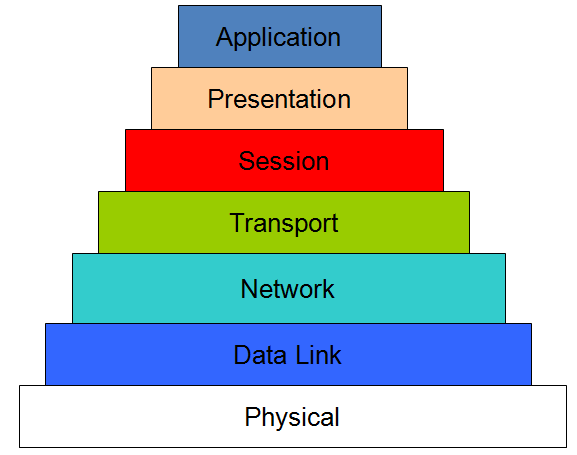 Application
Presentation
Session
Transport
Network
Data Link
Physical